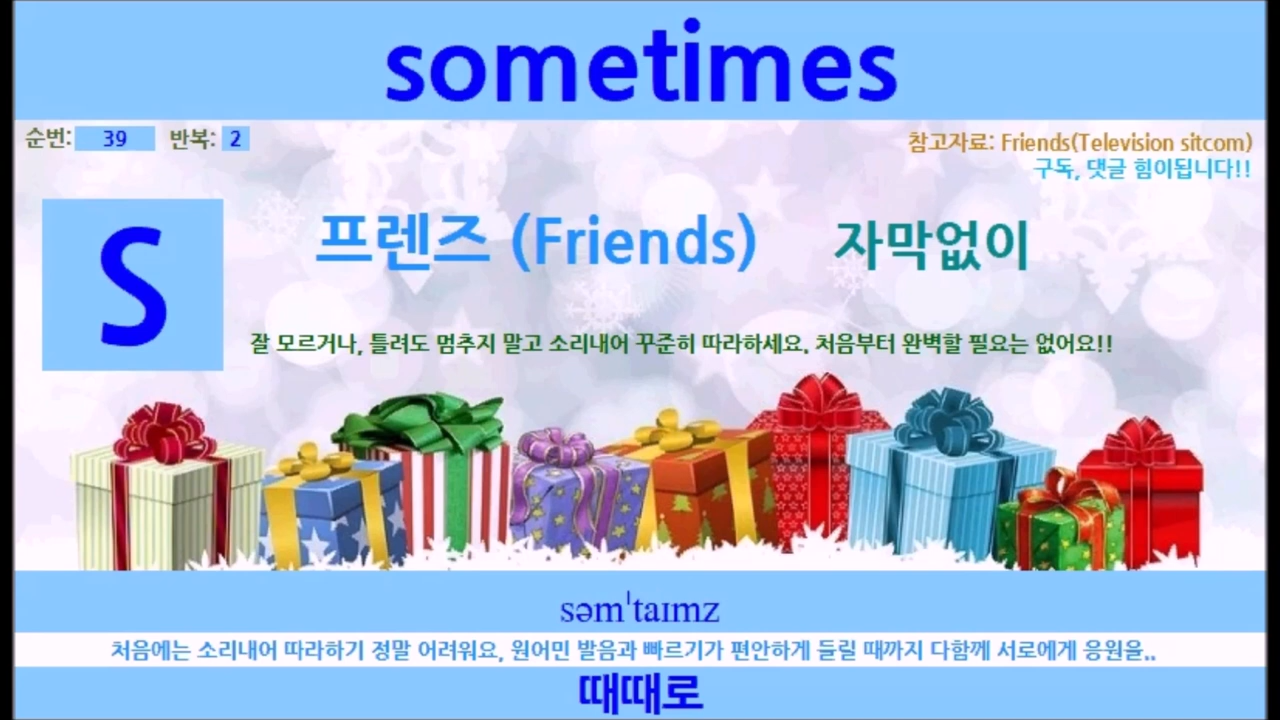 sometimes
순번: 39 반복: 2
참고자료: Friends(Television sitcom)
구독, 댓글 힘이됩니다!!
S
프렌즈 (Friends) 자막없이
잘 모르거나, 틀려도 멈추지 말고 소리내어 꾸준히 따라하세요. 처음부터 완벽할 필요는 없어요!!
səmˈtaɪmz
처음에는 소리내어 따라하기 정말 어려워요, 원어민 발음과 빠르기가 편안하게 들릴 때까지 다함께 서로에게 응원을..
때때로